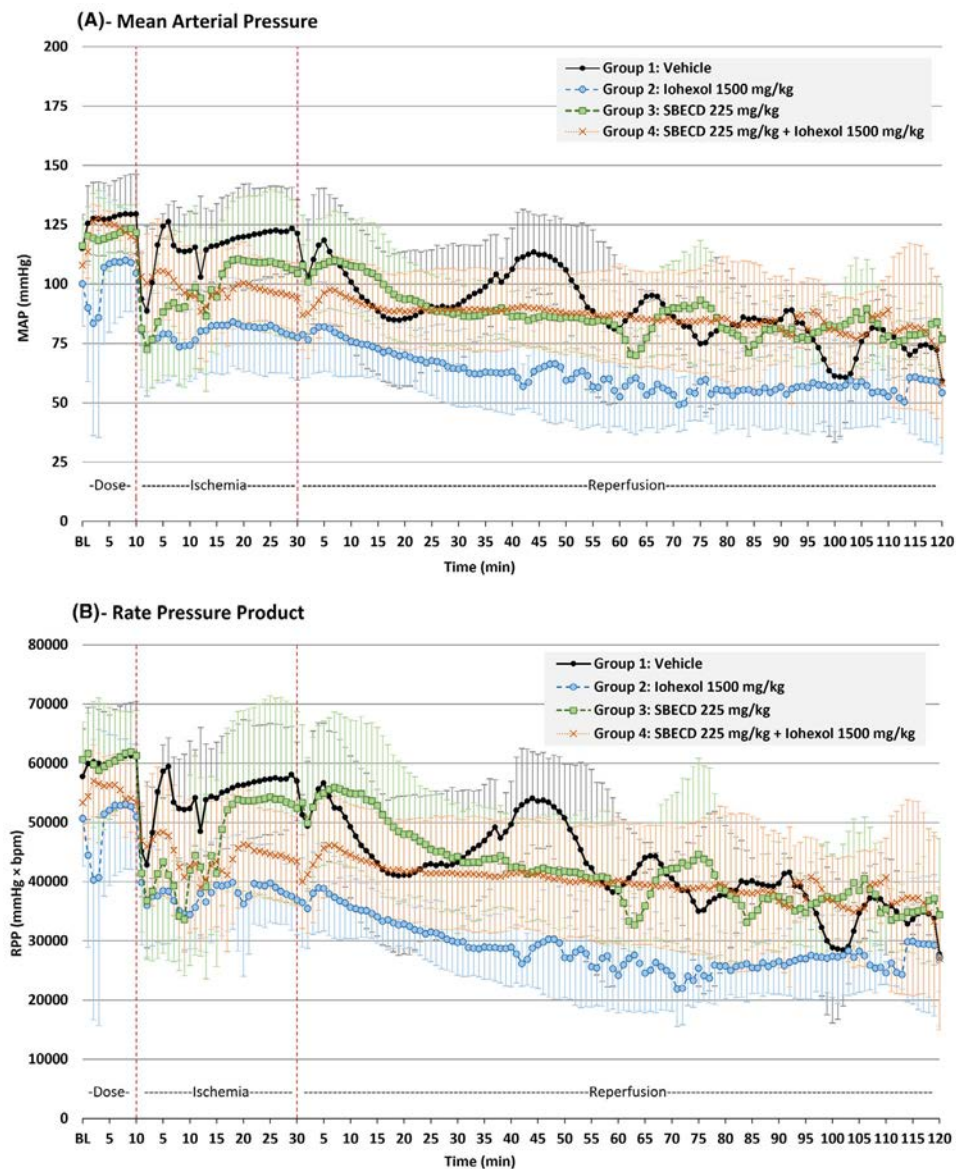 (A)- Mean Arterial Pressure
200
175
150
125
100
75
50
25
0
MAP (mmHg)
Group 1: Vehicle
Group 2: Iohexol 1500 mg/kg
Group 3: SBECD 225 mg/kg
Group 4: SBECD 225 mg/kg + Iohexol 1500 mg/kg
-Dose- Ischemia Reperfusion
BL 5 10 5 10 15 20 25 30 5 10 15 20 25 30 35 40 45 50 55 60 65 70 75 80 85 90 95 100 105 110 115 120
Time (min)
(B)- Rate Pressure Product
80000
70000
60000
50000
40000
30000
20000
10000
0
RPP (mmHg × bpm)
Group 1: Vehicle
Group 2: Iohexol 1500 mg/kg
Group 3: SBECD 225 mg/kg
Group 4: SBECD 225 mg/kg + Iohexol 1500 mg/kg
-Dose- Ischemia Reperfusion
BL 5 10 5 10 15 20 25 30 5 10 15 20 25 30 35 40 45 50 55 60 65 70 75 80 85 90 95 100 105 110 115 120
Time (min)